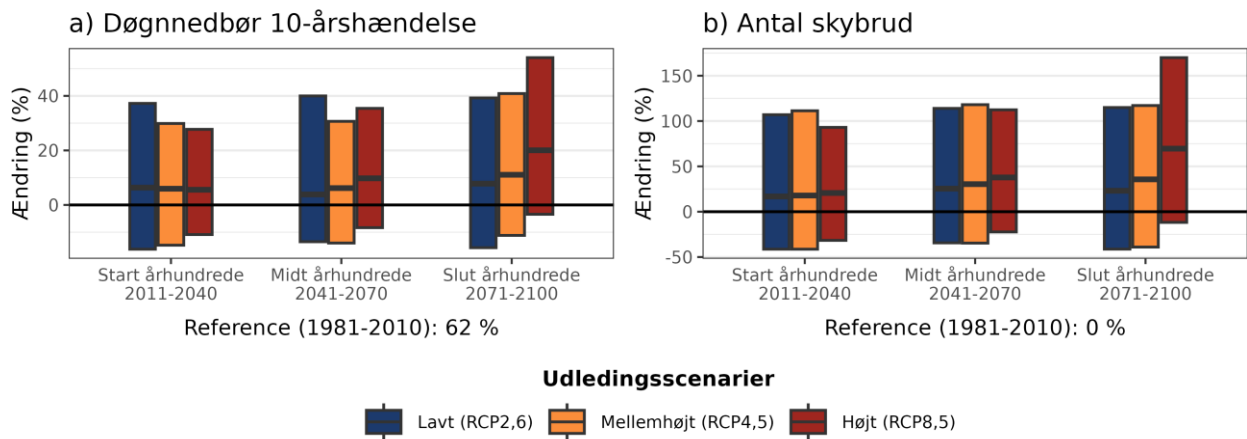 a) Døgnnedbør 10-årshændelse
Ændring (%)
40
20
0
Start århundrede
2011-2040
Midt århundrede
2041-2070
Slut århundrede
2071-2100
Reference (1981-2010): 62 %
b) Antal skybrud
Ændring (%)
150
100
50
0
-50
Start århundrede
2011-2040
Midt århundrede
2041-2070
Slut århundrede
2071-2100
Reference (1981-2010): 0 %
Udledingsscenarier
Lavt (RCP2,6) Mellemhøjt (RCP4,5) Højt (RCP8,5)